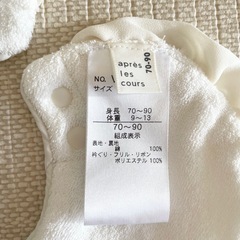 après
les
cours
70-90
NO.
サイズ
身長 70~90
体重 9~13
70~90
組成表示
表地・裏地
綿 100%
衿ぐり・フリル・リボン
ポリエステル 100%